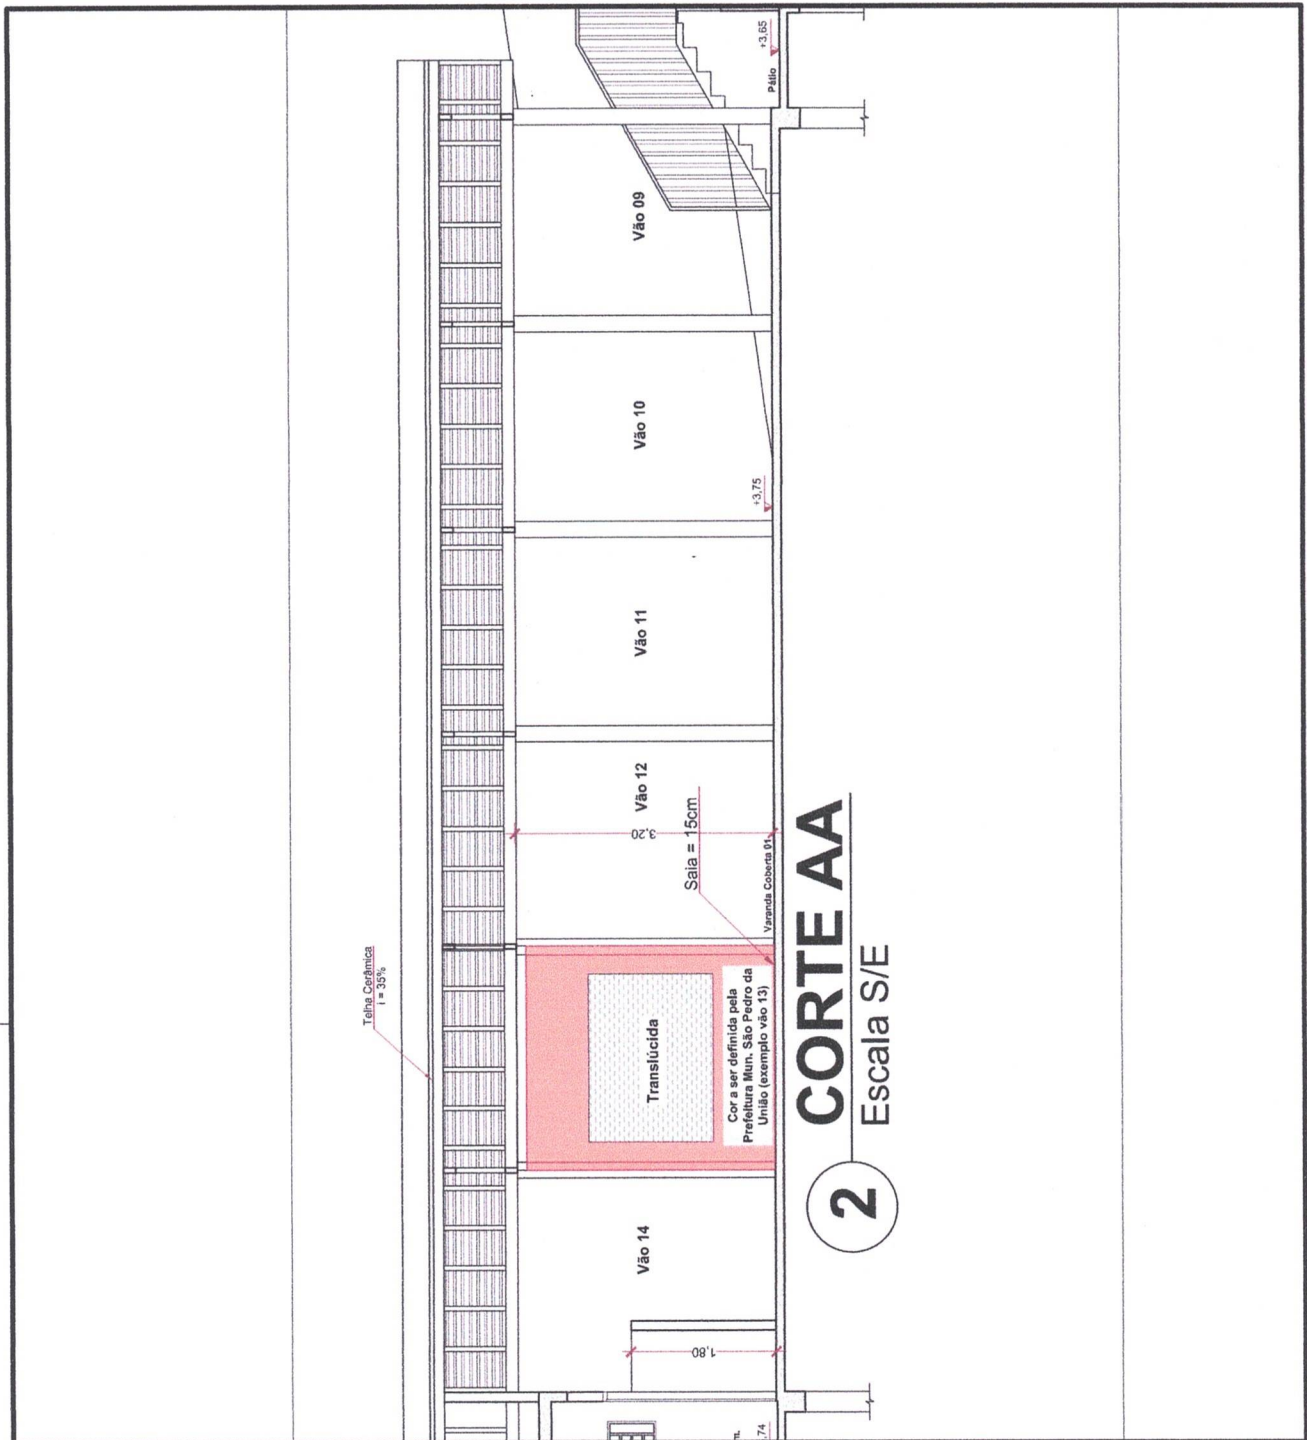 Telha Cerâmica
i = 35%
Vão 14
1,80
,74
Translúcida
Cor a ser definida pela
Prefeitura Mun. São Pedro da
União (exemplo vão 13)
Vão 12
3,20
Saia = 15cm
Varanda Coberta 01
Vão 11
Vão 10
+3,75
Vão 09
+3,65
Pátio
2
CORTE AA
Escala S/E